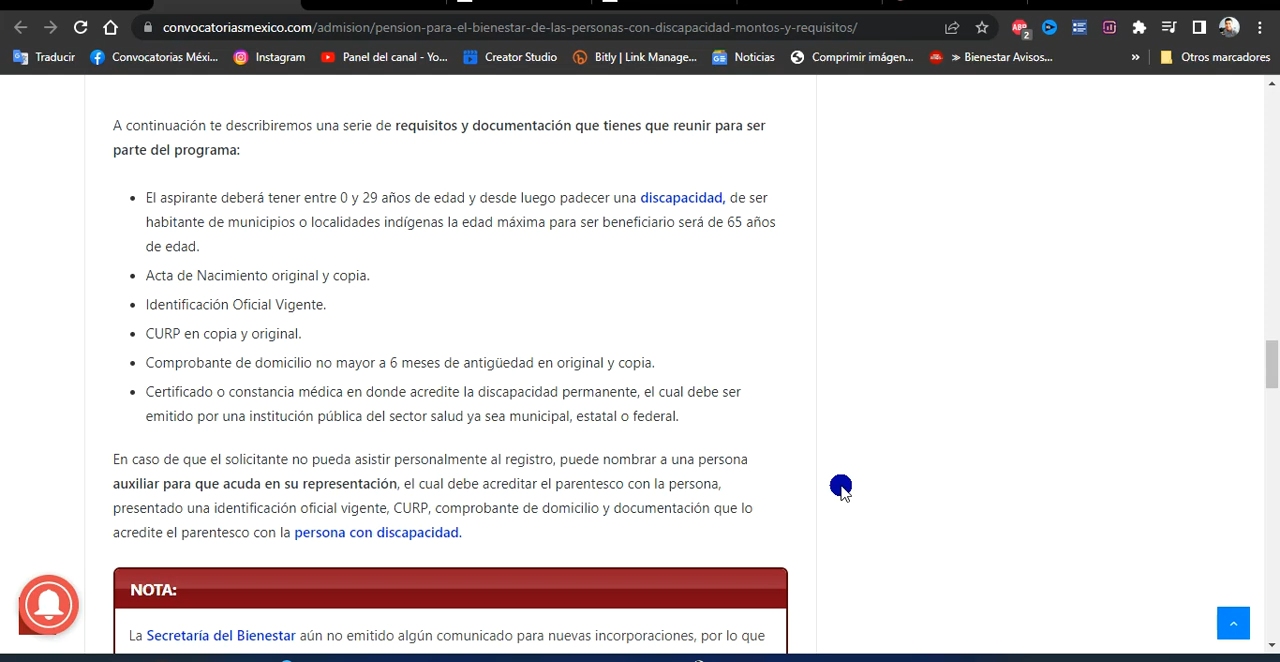 convocatoriasmexico.com/admision/pension-para-el-bienestar-de-las-personas-con-discapacidad-montos-y-requisitos/
ABP 2
Traducir Convocatorias Méxi... Instagram Panel del canal - Yo... Creator Studio Bitly | Link Manage... Noticias Comprimir imágen... » Bienestar Avisos... » Otros marcadores
A continuación te describiremos una serie de requisitos y documentación que tienes que reunir para ser
parte del programa:
• El aspirante deberá tener entre 0 y 29 años de edad y desde luego padecer una discapacidad, de ser
habitante de municipios o localidades indígenas la edad máxima para ser beneficiario será de 65 años
de edad.
• Acta de Nacimiento original y copia.
• Identificación Oficial Vigente.
• CURP en copia y original.
• Comprobante de domicilio no mayor a 6 meses de antigüedad en original y copia.
• Certificado o constancia médica en donde acredite la discapacidad permanente, el cual debe ser
emitido por una institución pública del sector salud ya sea municipal, estatal o federal.
En caso de que el solicitante no pueda asistir personalmente al registro, puede nombrar a una persona
auxiliar para que acuda en su representación, el cual debe acreditar el parentesco con la persona,
presentado una identificación oficial vigente, CURP, comprobante de domicilio y documentación que lo
acredite el parentesco con la persona con discapacidad.
NOTA:
La Secretaría del Bienestar aún no emitido algún comunicado para nuevas incorporaciones, por lo que